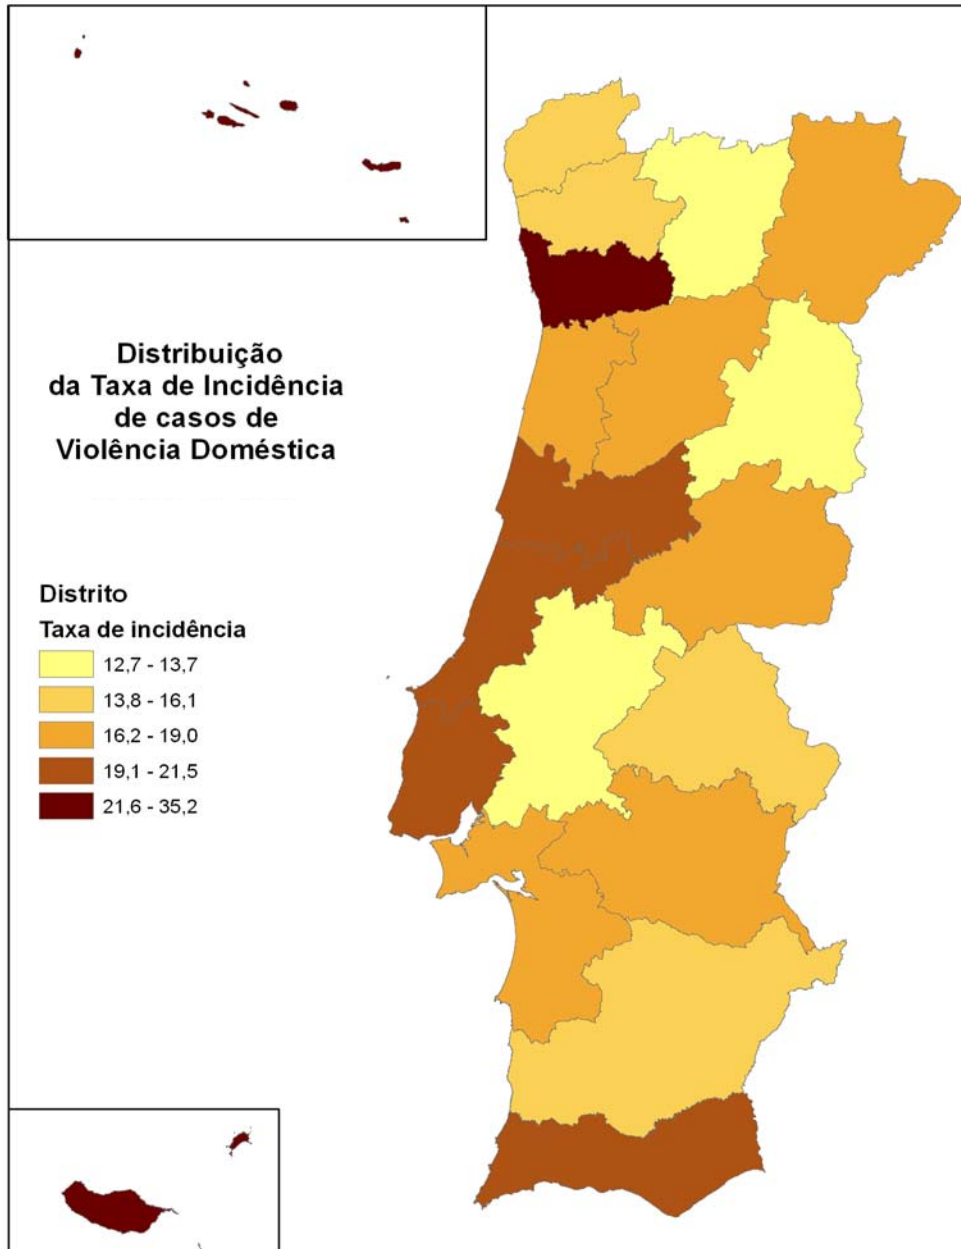 Distribuição
da Taxa de Incidência
de casos de
Violência Doméstica
Distrito
Taxa de incidência
12,7 - 13,7
13,8 - 16,1
16,2 - 19,0
19,1 - 21,5
21,6 - 35,2